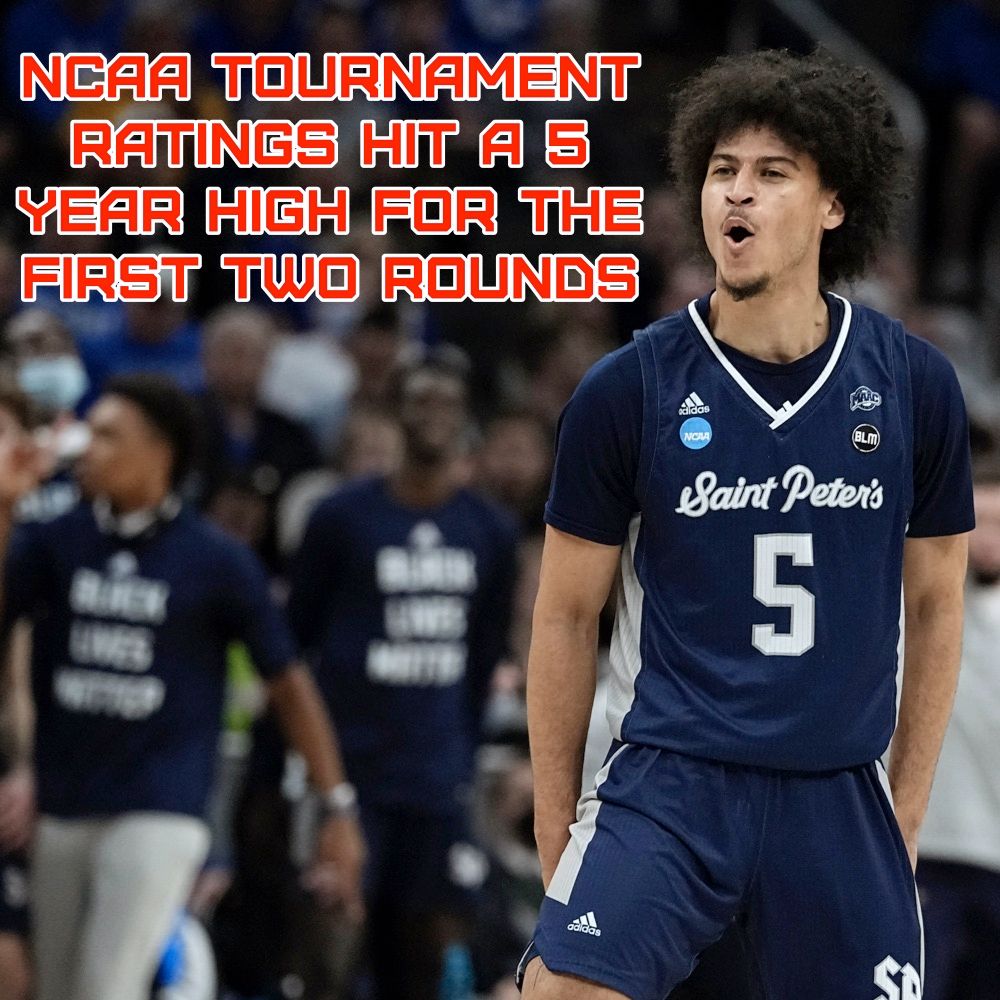 NCAA TOURNAMENT
RATINGS HIT A 5
YEAR HIGH FOR THE
FIRST TWO ROUNDS
adidas
NCAA
MAAC
BLM
Saint Peter's
5
BLACK
LIVES
MATTER
BLACK
LIVES
MATTER
adidas